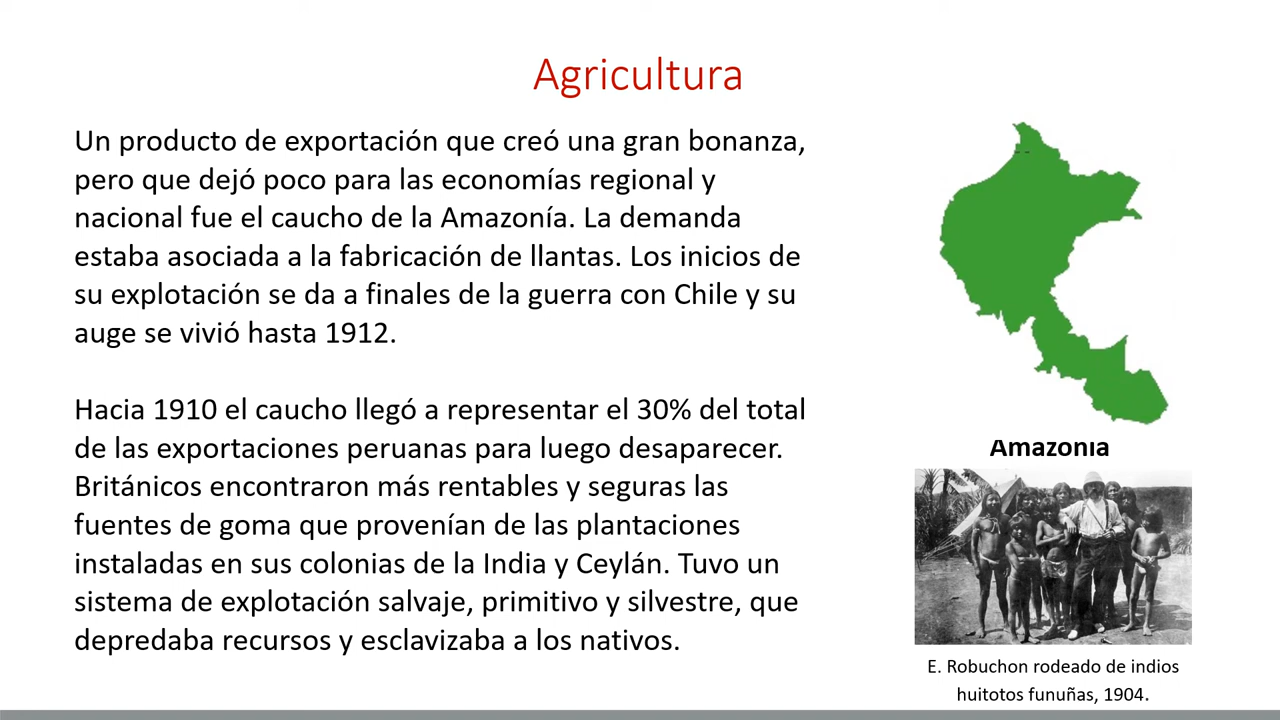 Agricultura
Un producto de exportación que creó una gran bonanza,
pero que dejó poco para las economías regional y
nacional fue el caucho de la Amazonía. La demanda
estaba asociada a la fabricación de llantas. Los inicios de
su explotación se da a finales de la guerra con Chile y su
auge se vivió hasta 1912.
Hacia 1910 el caucho llegó a representar el 30% del total
de las exportaciones peruanas para luego desaparecer.
Británicos encontraron más rentables y seguras las
fuentes de goma que provenían de las plantaciones
instaladas en sus colonias de la India y Ceylán. Tuvo un
sistema de explotación salvaje, primitivo y silvestre, que
depredaba recursos y esclavizaba a los nativos.
Amazonía
E. Robuchon rodeado de indios
huitotos funuñas, 1904.